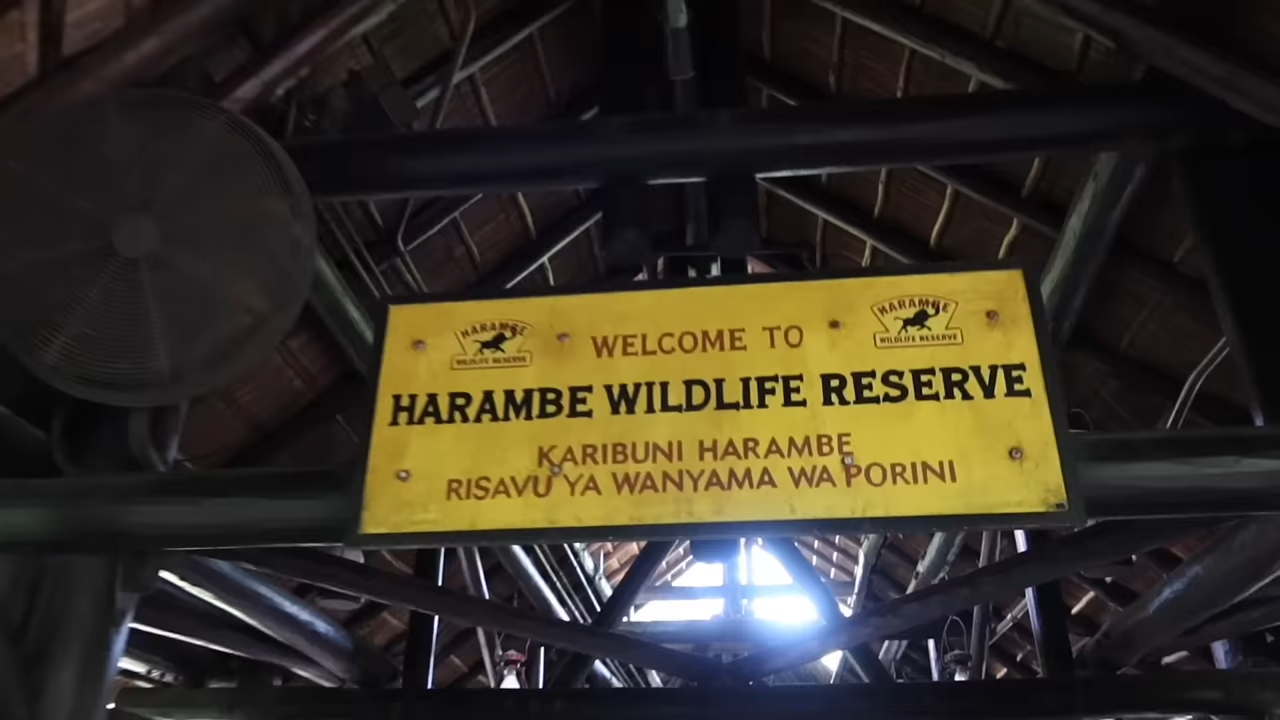 HARAMBE
WILDLIFE RESERVE
HARAMBE
WILDLIFE RESERVE
WELCOME TO
HARAMBE WILDLIFE RESERVE
KARIBUNI HARAMBE
RISAVU YA WANYAMA WA PORINI